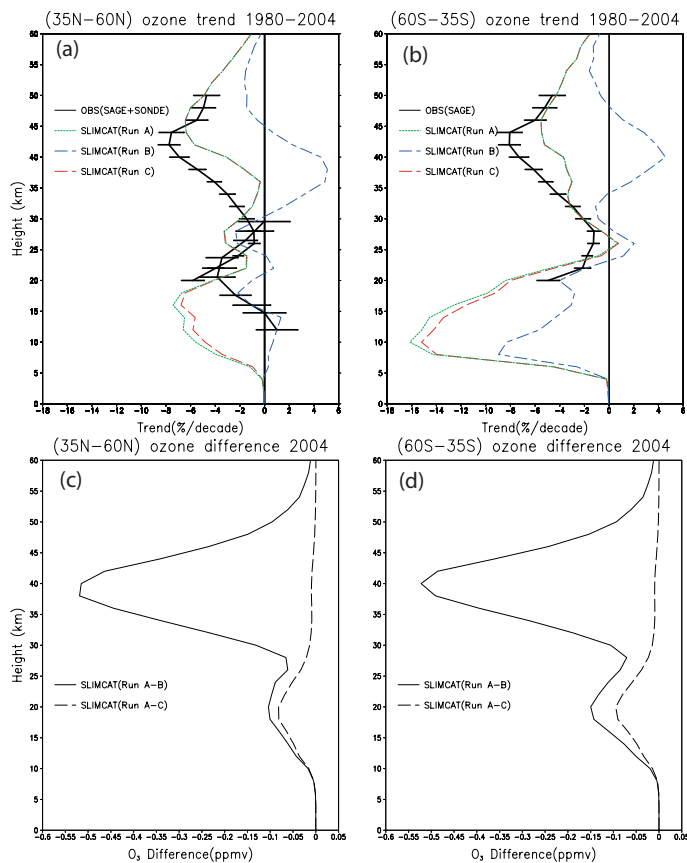 (35N−60N) ozone trend 1980−2004
(a)
60
55
50
45
40
35
30
25
20
15
10
5
0
Height (km)
OBS(SAGE+SONDE)
SLIMCAT(Run A)
SLIMCAT(Run B)
SLIMCAT(Run C)
−18 −16 −14 −12 −10 −8 −6 −4 −2 0 2 4 6
Trend(%/decade)
(60S−35S) ozone trend 1980−2004
(b)
60
55
50
45
40
35
30
25
20
15
10
5
0
OBS(SAGE)
SLIMCAT(Run A)
SLIMCAT(Run B)
SLIMCAT(Run C)
−18 −16 −14 −12 −10 −8 −6 −4 −2 0 2 4 6
Trend(%/decade)
(35N−60N) ozone difference 2004
(c)
60
55
50
45
40
35
30
25
20
15
10
5
0
Height (km)
SLIMCAT(Run A−B)
SLIMCAT(Run A−C)
−0.6 −0.55 −0.5 −0.45 −0.4 −0.35 −0.3 −0.25 −0.2 −0.15 −0.1 −0.05 0 0.05
O₃ Difference(ppmv)
(60S−35S) ozone difference 2004
(d)
60
55
50
45
40
35
30
25
20
15
10
5
0
SLIMCAT(Run A−B)
SLIMCAT(Run A−C)
−0.6 −0.55 −0.5 −0.45 −0.4 −0.35 −0.3 −0.25 −0.2 −0.15 −0.1 −0.05 0 0.05
O₃ Difference(ppmv)